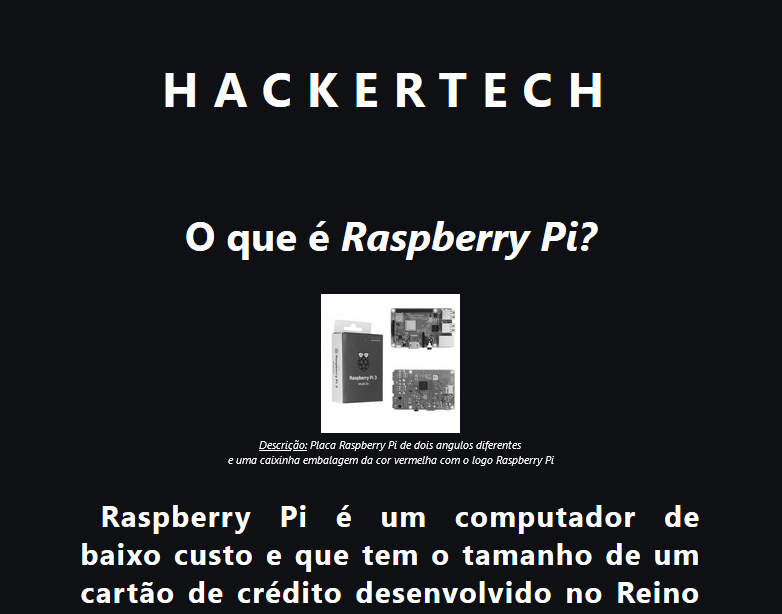 HACKERTECH
O que é Raspberry Pi?
Raspberry Pi 3
Descrição: Placa Raspberry Pi de dois angulos diferentes
e uma caixinha embalagem da cor vermelha com o logo Raspberry Pi
Raspberry Pi é um computador de
baixo custo e que tem o tamanho de um
cartão de crédito desenvolvido no Reino